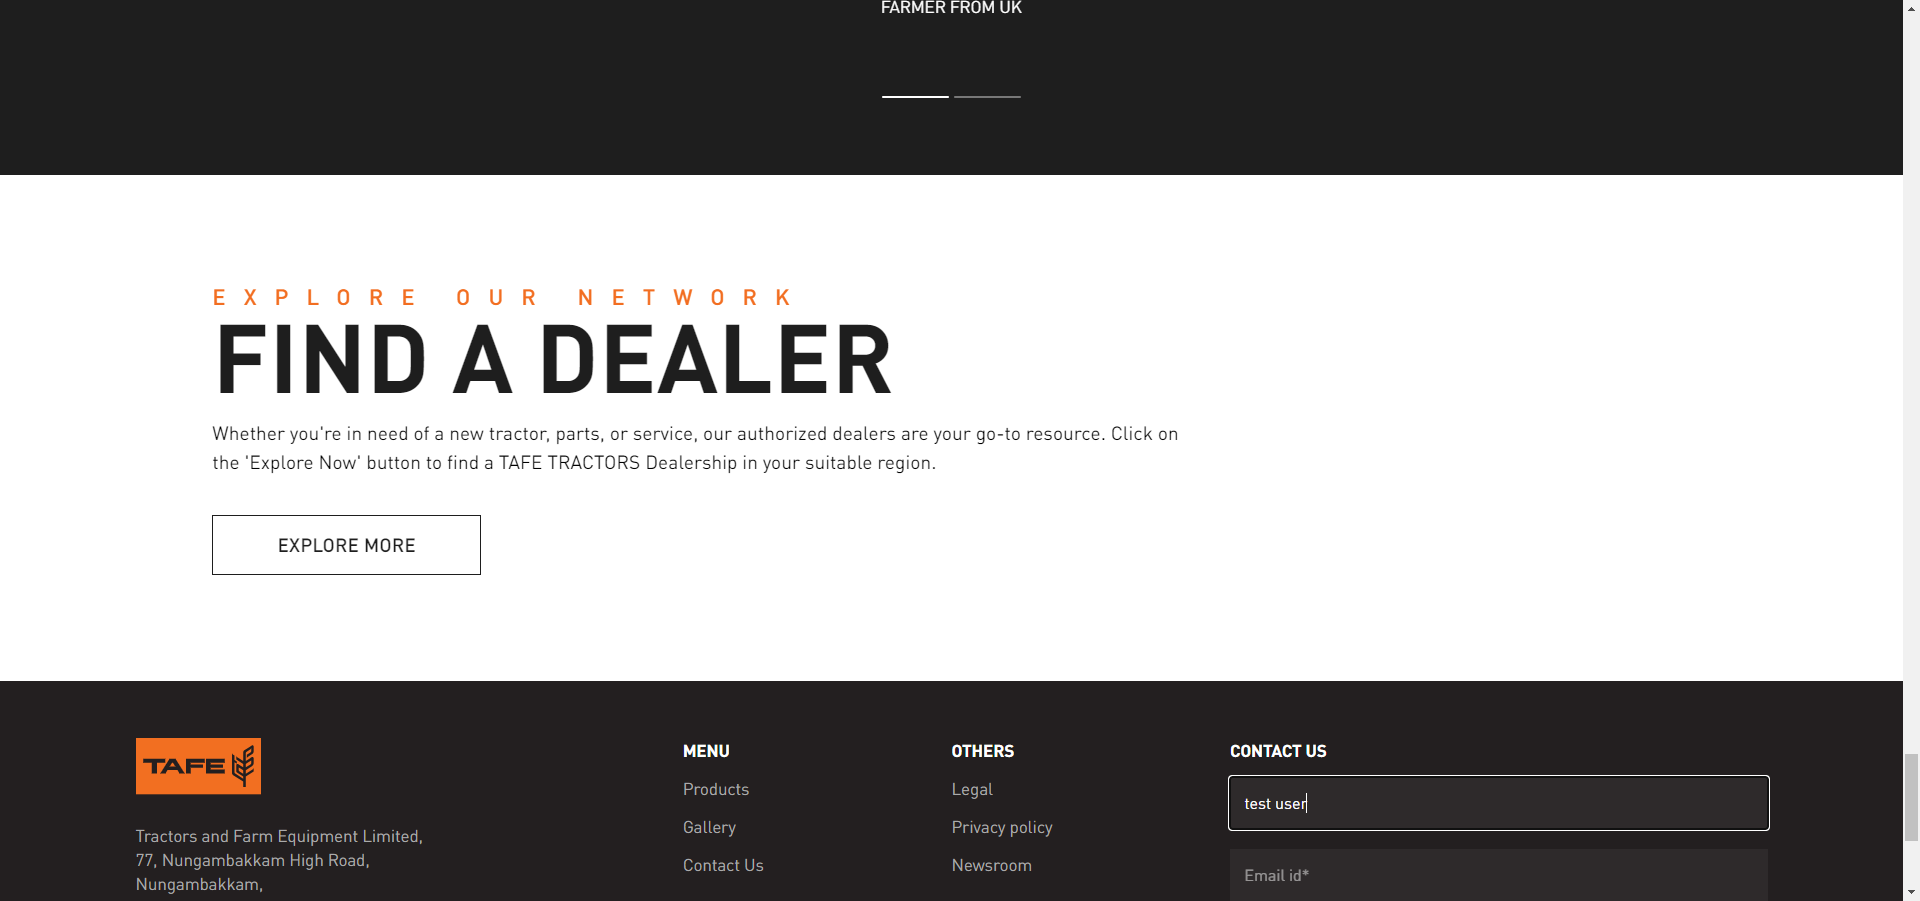 FARMER FROM UK
EXPLORE OUR NETWORK
FIND A DEALER
Whether you're in need of a new tractor, parts, or service, our authorized dealers are your go-to resource. Click on
the 'Explore Now' button to find a TAFE TRACTORS Dealership in your suitable region.
EXPLORE MORE
TAFE
Tractors and Farm Equipment Limited,
77, Nungambakkam High Road,
Nungambakkam,
MENU
Products
Gallery
Contact Us
OTHERS
Legal
Privacy policy
Newsroom
CONTACT US
test user
Email id*